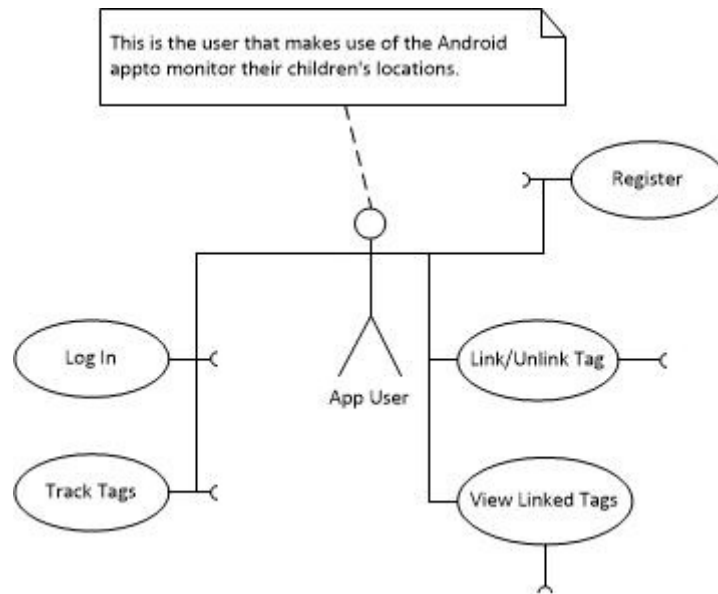 This is the user that makes use of the Android
appto monitor their children's locations.
Register
Log In
Link/Unlink Tag
App User
Track Tags
View Linked Tags